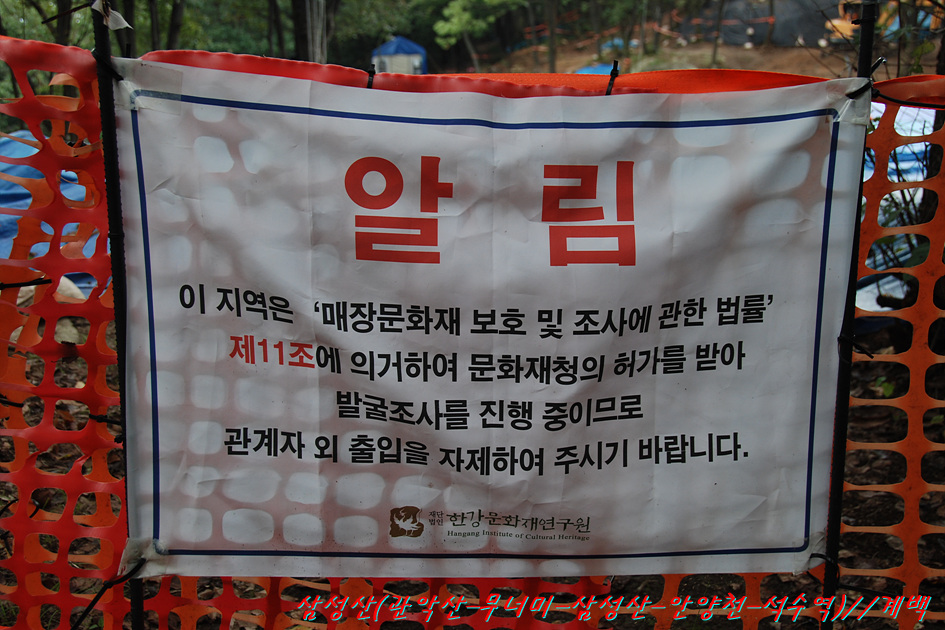 알 림
이 지역은 ‘매장문화재 보호 및 조사에 관한 법률’
제11조에 의거하여 문화재청의 허가를 받아
발굴조사를 진행 중이므로
관계자 외 출입을 자제하여 주시기 바랍니다.
재단
법인
한강문화재연구원
Hangang Institute of Cultural Heritage
삼성산(관악산-무너미-삼성산-안양천-석수역)//계백